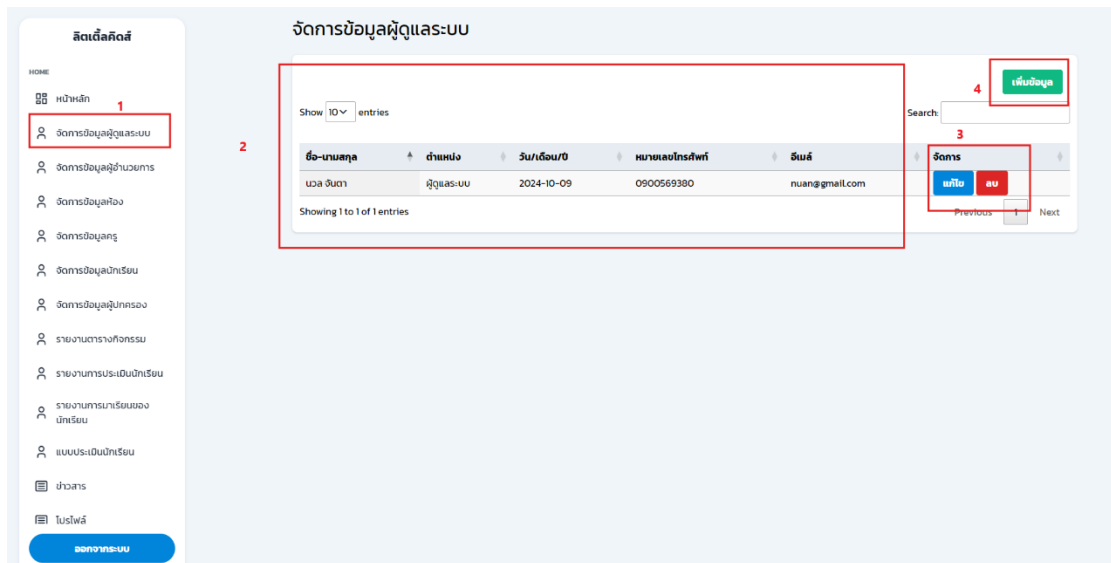 ลิตเติ้ลคิดส์
HOME
หน้าหลัก
1
จัดการข้อมูลผู้ดูแลระบบ
จัดการข้อมูลผู้อำนวยการ
จัดการข้อมูลห้อง
จัดการข้อมูลครู
จัดการข้อมูลนักเรียน
จัดการข้อมูลผู้ปกครอง
รายงานตารางกิจกรรม
รายงานการประเมินนักเรียน
รายงานการมาเรียนของ
นักเรียน
แบบประเมินนักเรียน
ข่าวสาร
โปรไฟล์
ออกจากระบบ
จัดการข้อมูลผู้ดูแลระบบ
4 เพิ่มข้อมูล
Show 10 entries Search:
2
3
ชื่อ-นามสกุล ตำแหน่ง วัน/เดือน/ปี หมายเลขโทรศัพท์ อีเมล์ จัดการ
นวล จันตา ผู้ดูแลระบบ 2024-10-09 0900569380 nuan@gmail.com แก้ไข ลบ
Showing 1 to 1 of 1 entries Previous 1 Next